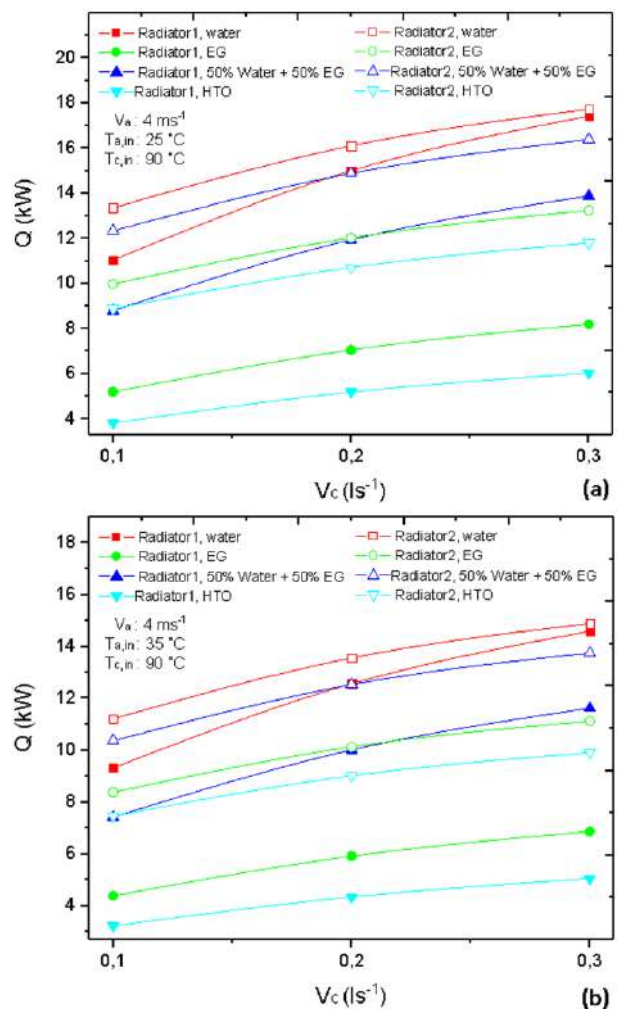 20
18
16
14
12
10
8
6
4
Q (kW)
Radiator1, water
Radiator2, water
Radiator1, EG
Radiator2, EG
Radiator1, 50% Water + 50% EG
Radiator2, 50% Water + 50% EG
Radiator1, HTO
Radiator2, HTO
Va : 4 ms-1
Ta,in : 25 °C
Tc,in : 90 °C
0,1 0,2 0,3
Vc (ls-1)
(a)
18
16
14
12
10
8
6
4
Q (kW)
Radiator1, water
Radiator2, water
Radiator1, EG
Radiator2, EG
Radiator1, 50% Water + 50% EG
Radiator2, 50% Water + 50% EG
Radiator1, HTO
Radiator2, HTO
Va : 4 ms-1
Ta,in : 35 °C
Tc,in : 90 °C
0,1 0,2 0,3
Vc (ls-1)
(b)